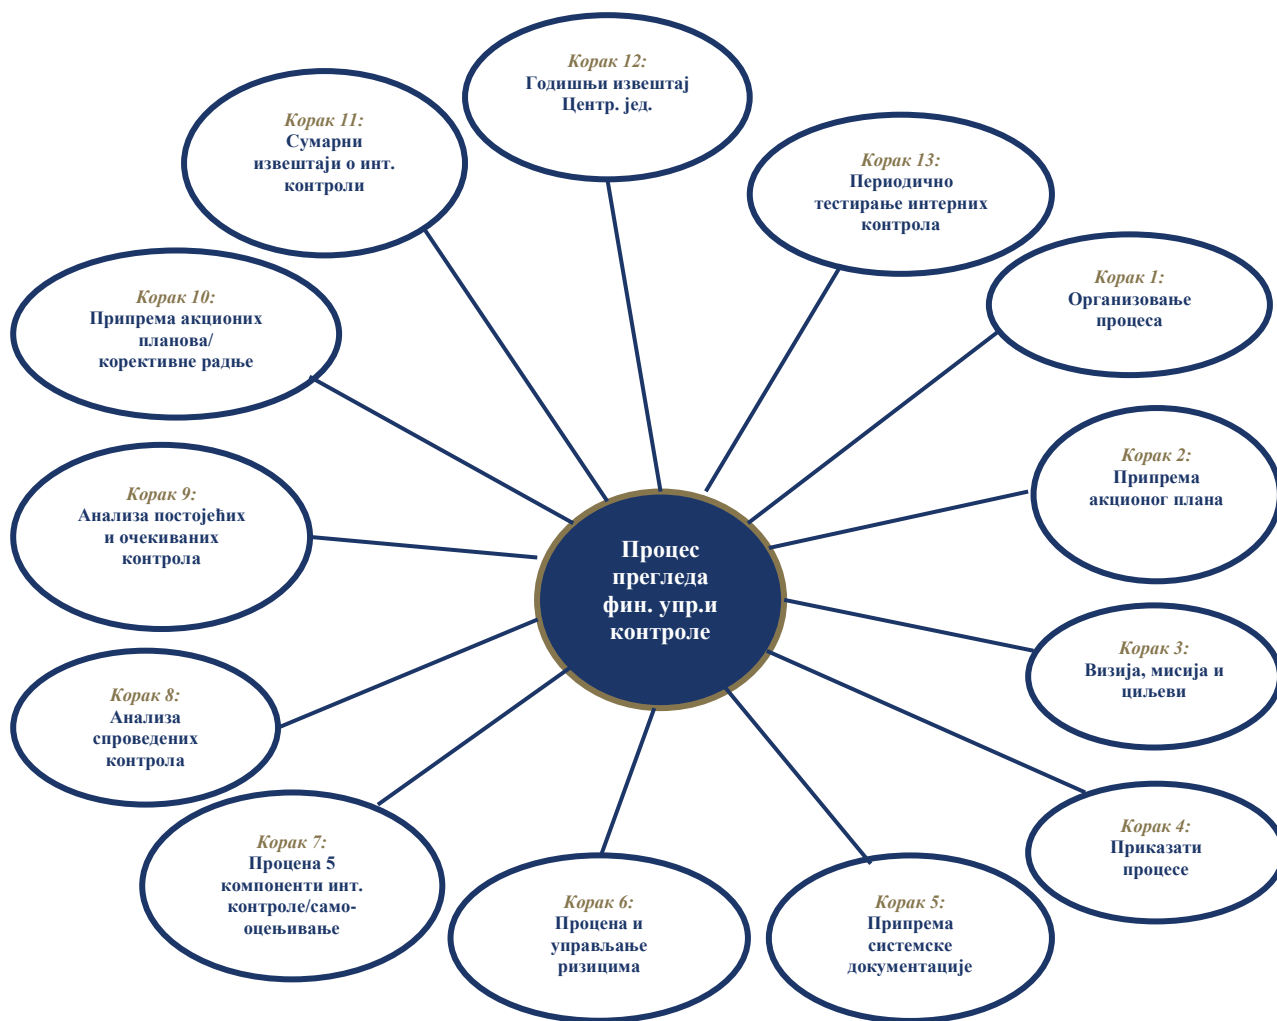 Корак 12:
Годишњи извештај
Центр. јед.
Корак 11:
Сумарни
извештаји о инт.
контроли
Корак 13:
Периодично
тестирање интерних
контрола
Корак 10:
Припрема акционих
планова/
корективне радње
Корак 1:
Организовање
процеса
Корак 2:
Припрема
акционог плана
Корак 9:
Анализа постојећих
и очекиваних
контрола
Процес
прегледа
фин. упр.и
контроле
Корак 3:
Визија, мисија и
циљеви
Корак 8:
Анализа
спроведених
контрола
Корак 4:
Приказати
процесе
Корак 7:
Процена 5
компоненти инт.
контроле/само-
оцењивање
Корак 6:
Процена и
управљање
ризицима
Корак 5:
Припрема
системске
документације